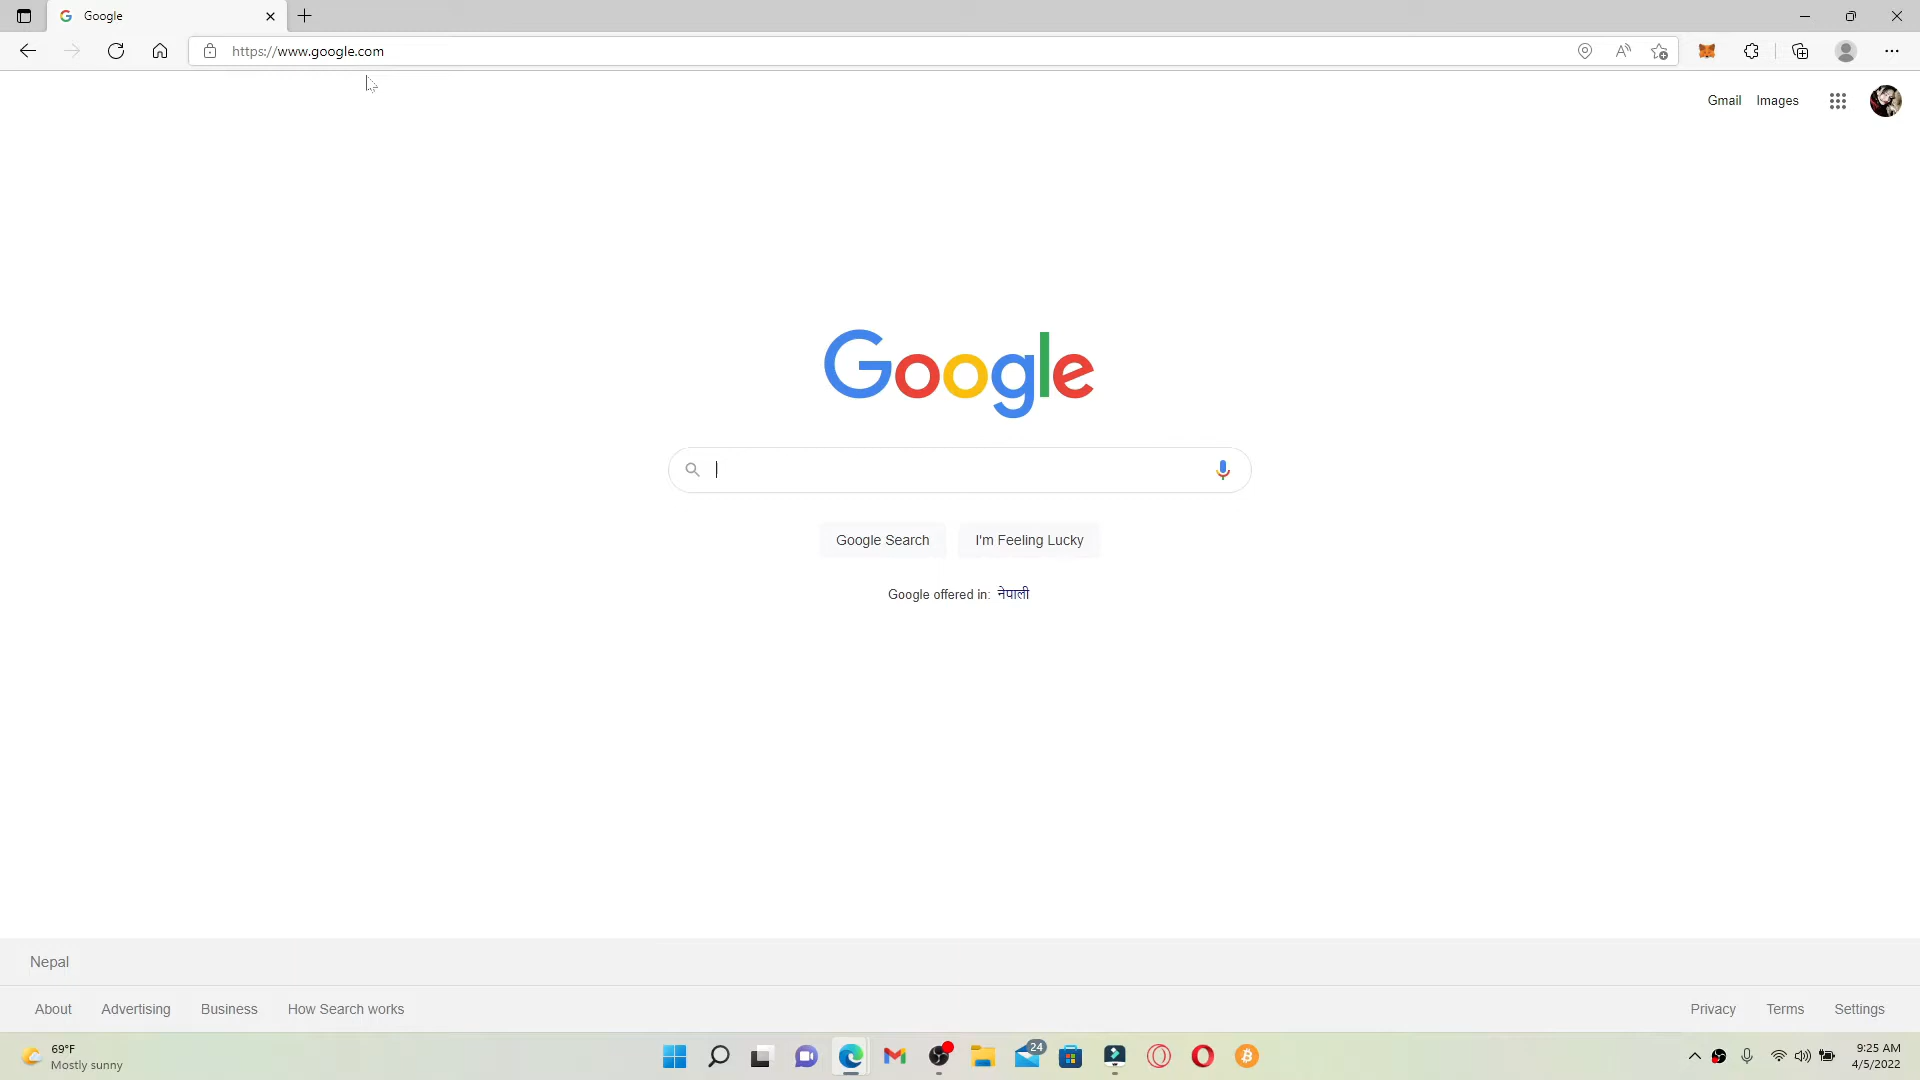 Google
https://www.google.com
Gmail Images
Google
Google Search I'm Feeling Lucky
Google offered in: नेपाली
Nepal
About Advertising Business How Search works
Privacy Terms Settings
69°F
Mostly sunny
24
9:25 AM
4/5/2022